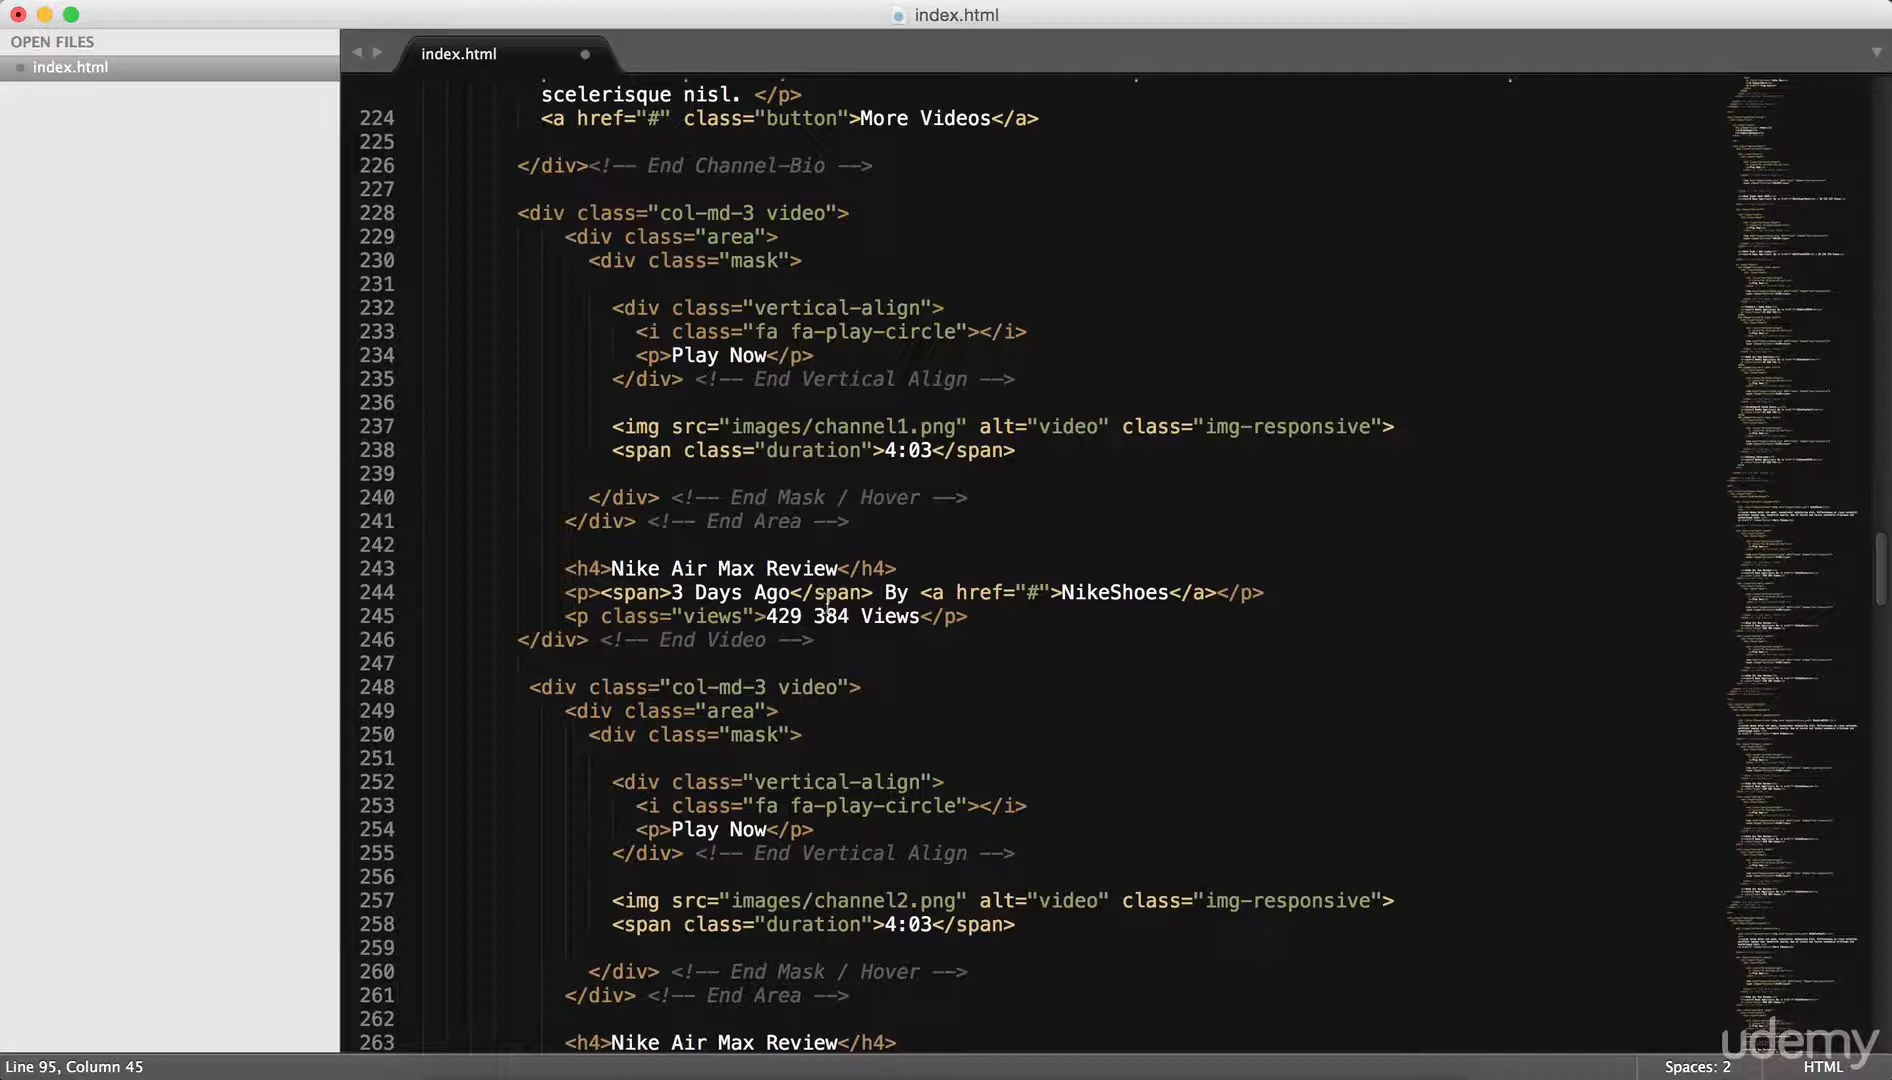 index.html
OPEN FILES
index.html
index.html
scelerisque nisl. </p>
224 <a href="#" class="button">More Videos</a>
225
226 </div><!-- End Channel-Bio -->
227
228 <div class="col-md-3 video">
229 <div class="area">
230 <div class="mask">
231
232 <div class="vertical-align">
233 <i class="fa fa-play-circle"></i>
234 <p>Play Now</p>
235 </div> <!-- End Vertical Align -->
236
237 <img src="images/channel1.png" alt="video" class="img-responsive">
238 <span class="duration">4:03</span>
239
240 </div> <!-- End Mask / Hover -->
241 </div> <!-- End Area -->
242
243 <h4>Nike Air Max Review</h4>
244 <p><span>3 Days Ago</span> By <a href="#">NikeShoes</a></p>
245 <p class="views">429 384 Views</p>
246 </div> <!-- End Video -->
247
248 <div class="col-md-3 video">
249 <div class="area">
250 <div class="mask">
251
252 <div class="vertical-align">
253 <i class="fa fa-play-circle"></i>
254 <p>Play Now</p>
255 </div> <!-- End Vertical Align -->
256
257 <img src="images/channel2.png" alt="video" class="img-responsive">
258 <span class="duration">4:03</span>
259
260 </div> <!-- End Mask / Hover -->
261 </div> <!-- End Area -->
262
263 <h4>Nike Air Max Review</h4>
udemy
Line 95, Column 45
Spaces: 2
HTML